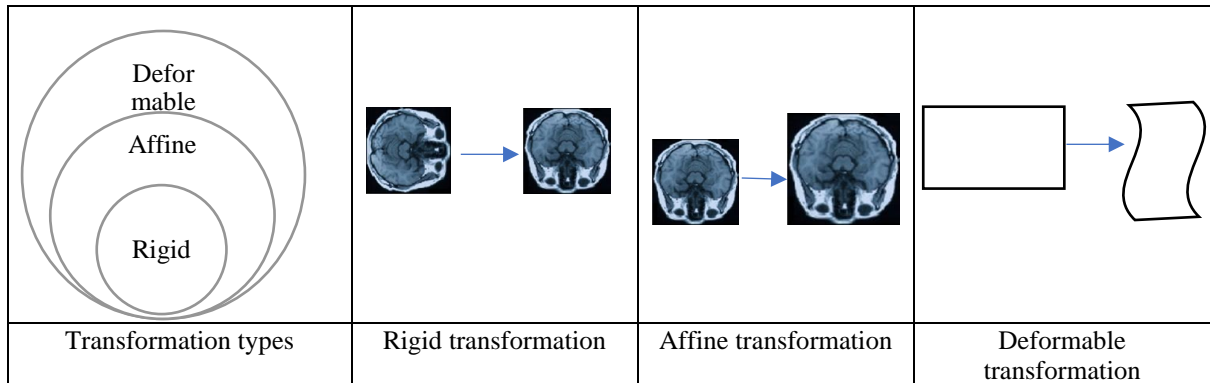 Defor
mable
Affine
Rigid
Transformation types
Rigid transformation
Affine transformation
Deformable
transformation